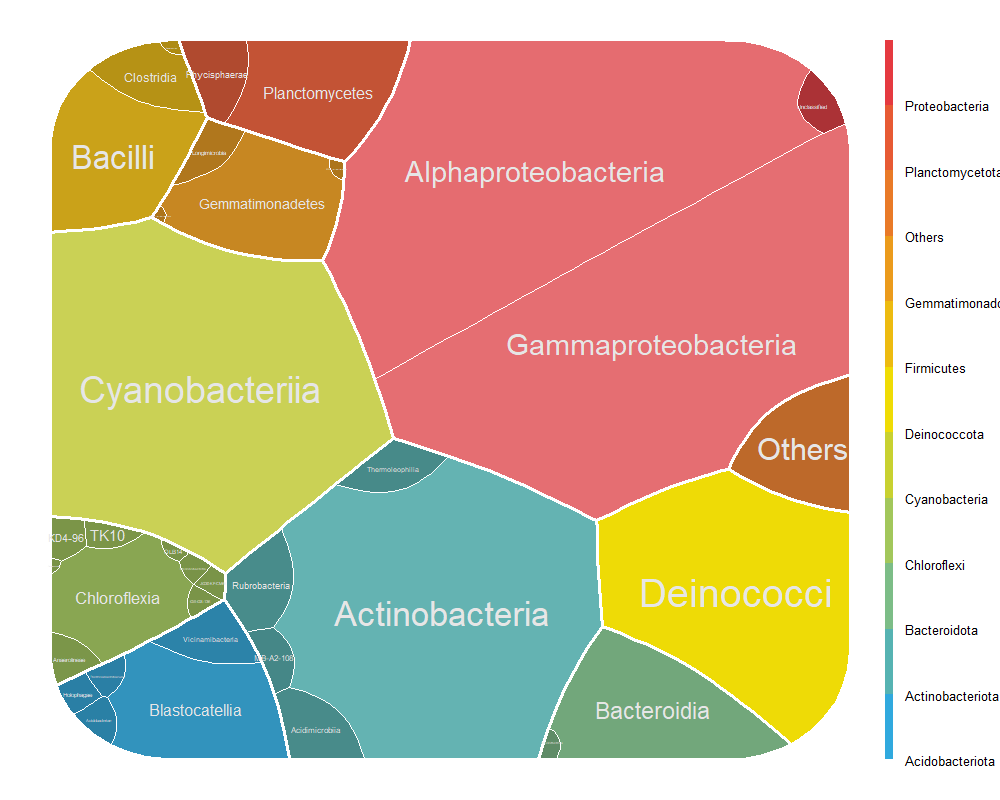 Clostridia
Phycisphaerae
Planctomycetes
Bacilli
Longimicrobia
Gemmatimonadetes
Alphaproteobacteria
Unclassified
Gammaproteobacteria
Cyanobacteriia
Others
Thermoleophilia
KD4-96
TK10
OLB14
Chloroflexia
Rubrobacteria
Actinobacteria
Deinococci
Vicinamibacteria
MB-A2-108
Anaerolineae
Holophagae
Blastocatellia
Acidimicrobiia
Bacteroidia
Proteobacteria
Planctomycota
Others
Gemmatimonado
Firmicutes
Deinococcota
Cyanobacteria
Chloroflexi
Bacteroidota
Actinobacteriota
Acidobacteriota